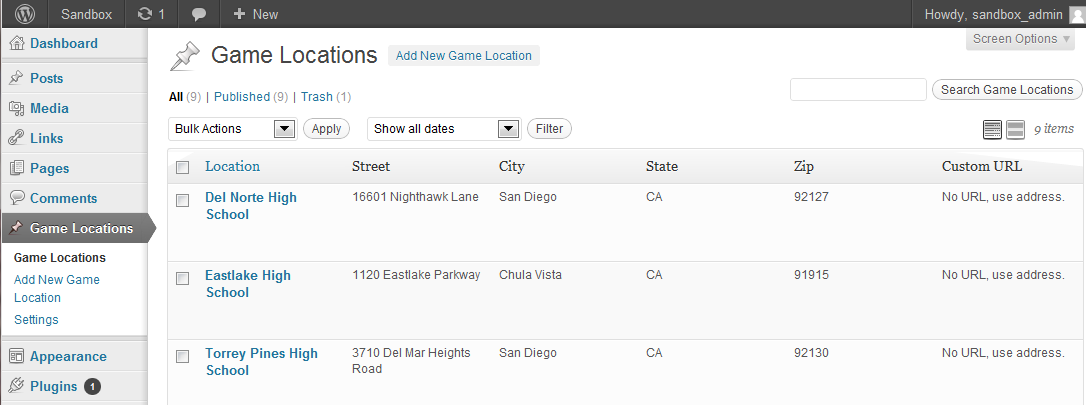 Sandbox 1 + New Howdy, sandbox_admin
Dashboard
Posts
Media
Links
Pages
Comments
Game Locations
Game Locations
Add New Game
Location
Settings
Appearance
Plugins 1
Screen Options
Game Locations Add New Game Location
All (9) | Published (9) | Trash (1)
Search Game Locations
Bulk Actions Apply Show all dates Filter 9 items
Location Street City State Zip Custom URL
Del Norte High 16601 Nighthawk Lane San Diego CA 92127 No URL, use address.
School
Eastlake High 1120 Eastlake Parkway Chula Vista CA 91915 No URL, use address.
School
Torrey Pines High 3710 Del Mar Heights San Diego CA 92130 No URL, use address.
School Road